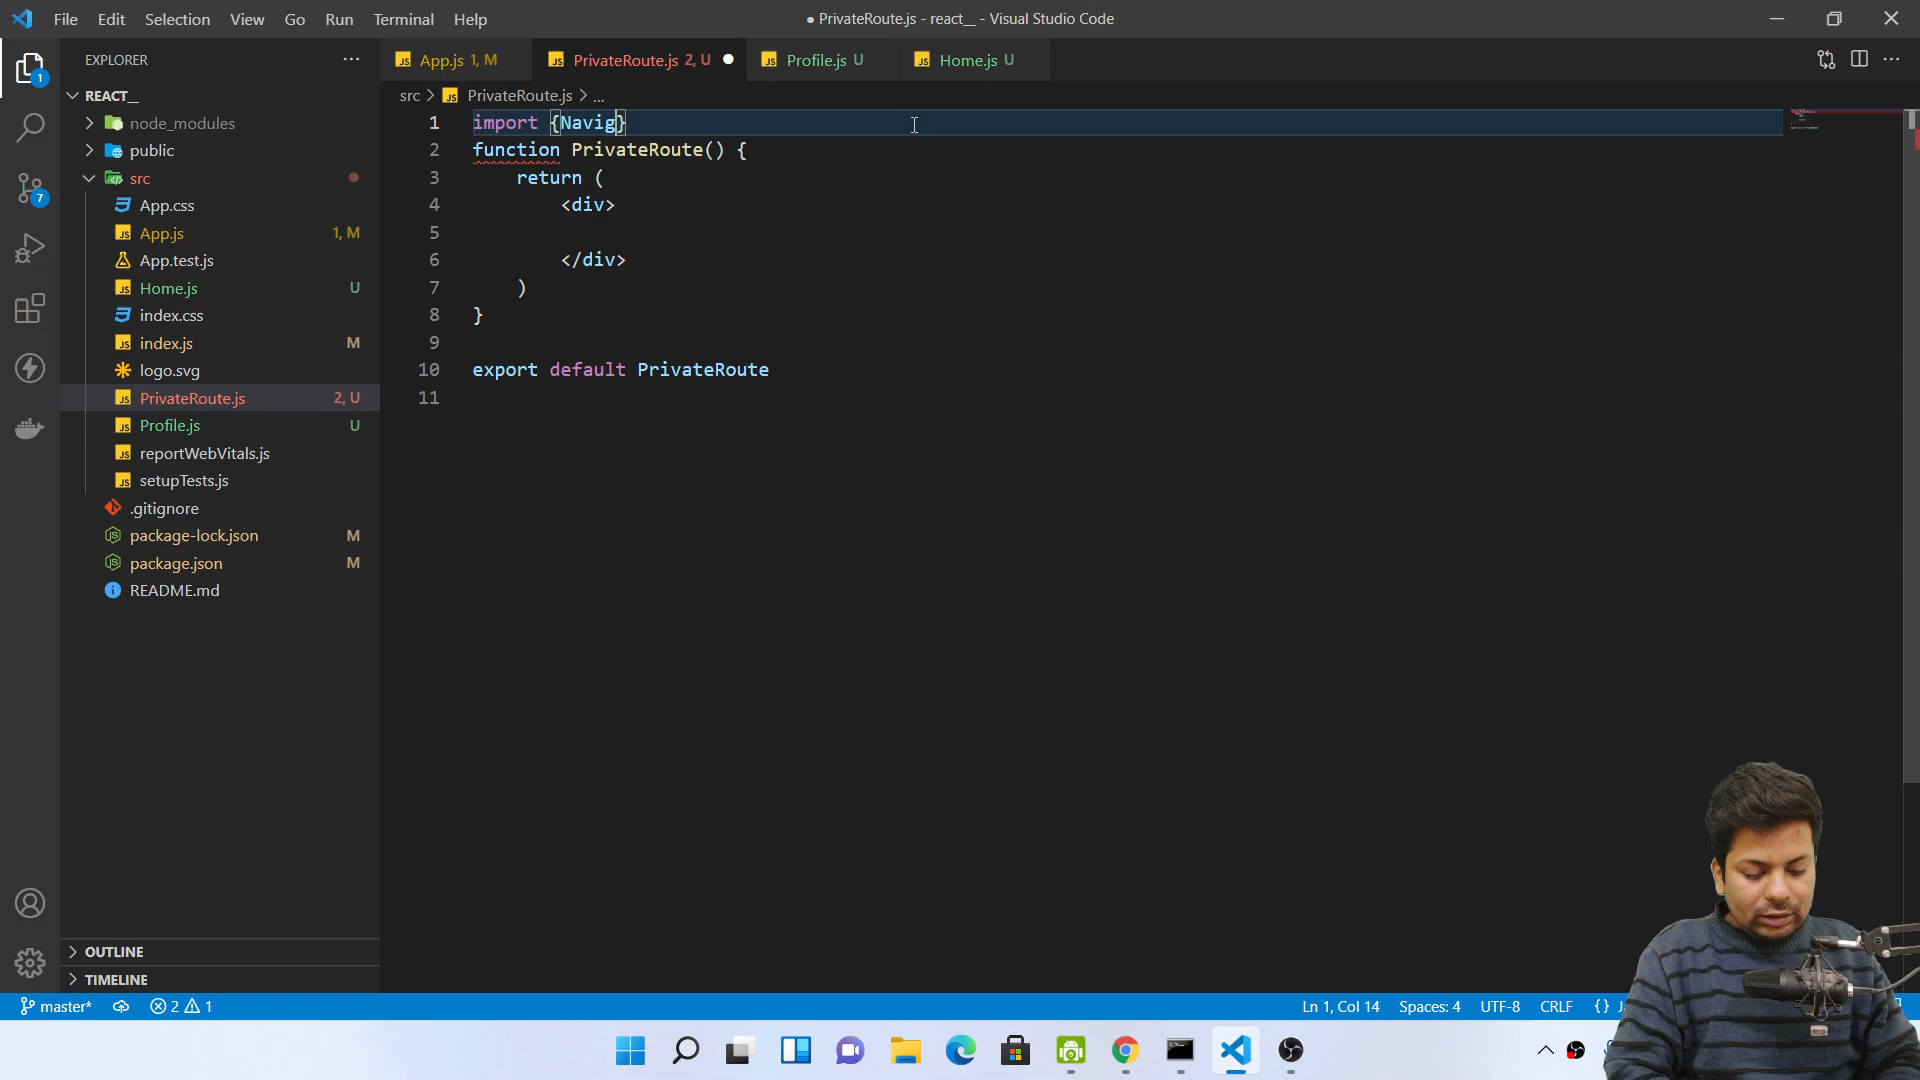 File Edit Selection View Go Run Terminal Help
● PrivateRoute.js - react__ - Visual Studio Code
EXPLORER
App.js 1, M
PrivateRoute.js 2, U
Profile.js U
Home.js U
REACT__
src > PrivateRoute.js > ...
node_modules
public
src
App.css
App.js 1, M
App.test.js
Home.js U
index.css
index.js M
logo.svg
PrivateRoute.js 2, U
Profile.js U
reportWebVitals.js
setupTests.js
.gitignore
package-lock.json M
package.json M
README.md
1
7
1 import {Navig}
2 function PrivateRoute() {
3 return (
4 <div>
5
6 </div>
7 )
8 }
9
10 export default PrivateRoute
11
OUTLINE
TIMELINE
master*
2 1
Ln 1, Col 14 Spaces: 4 UTF-8 CRLF {}